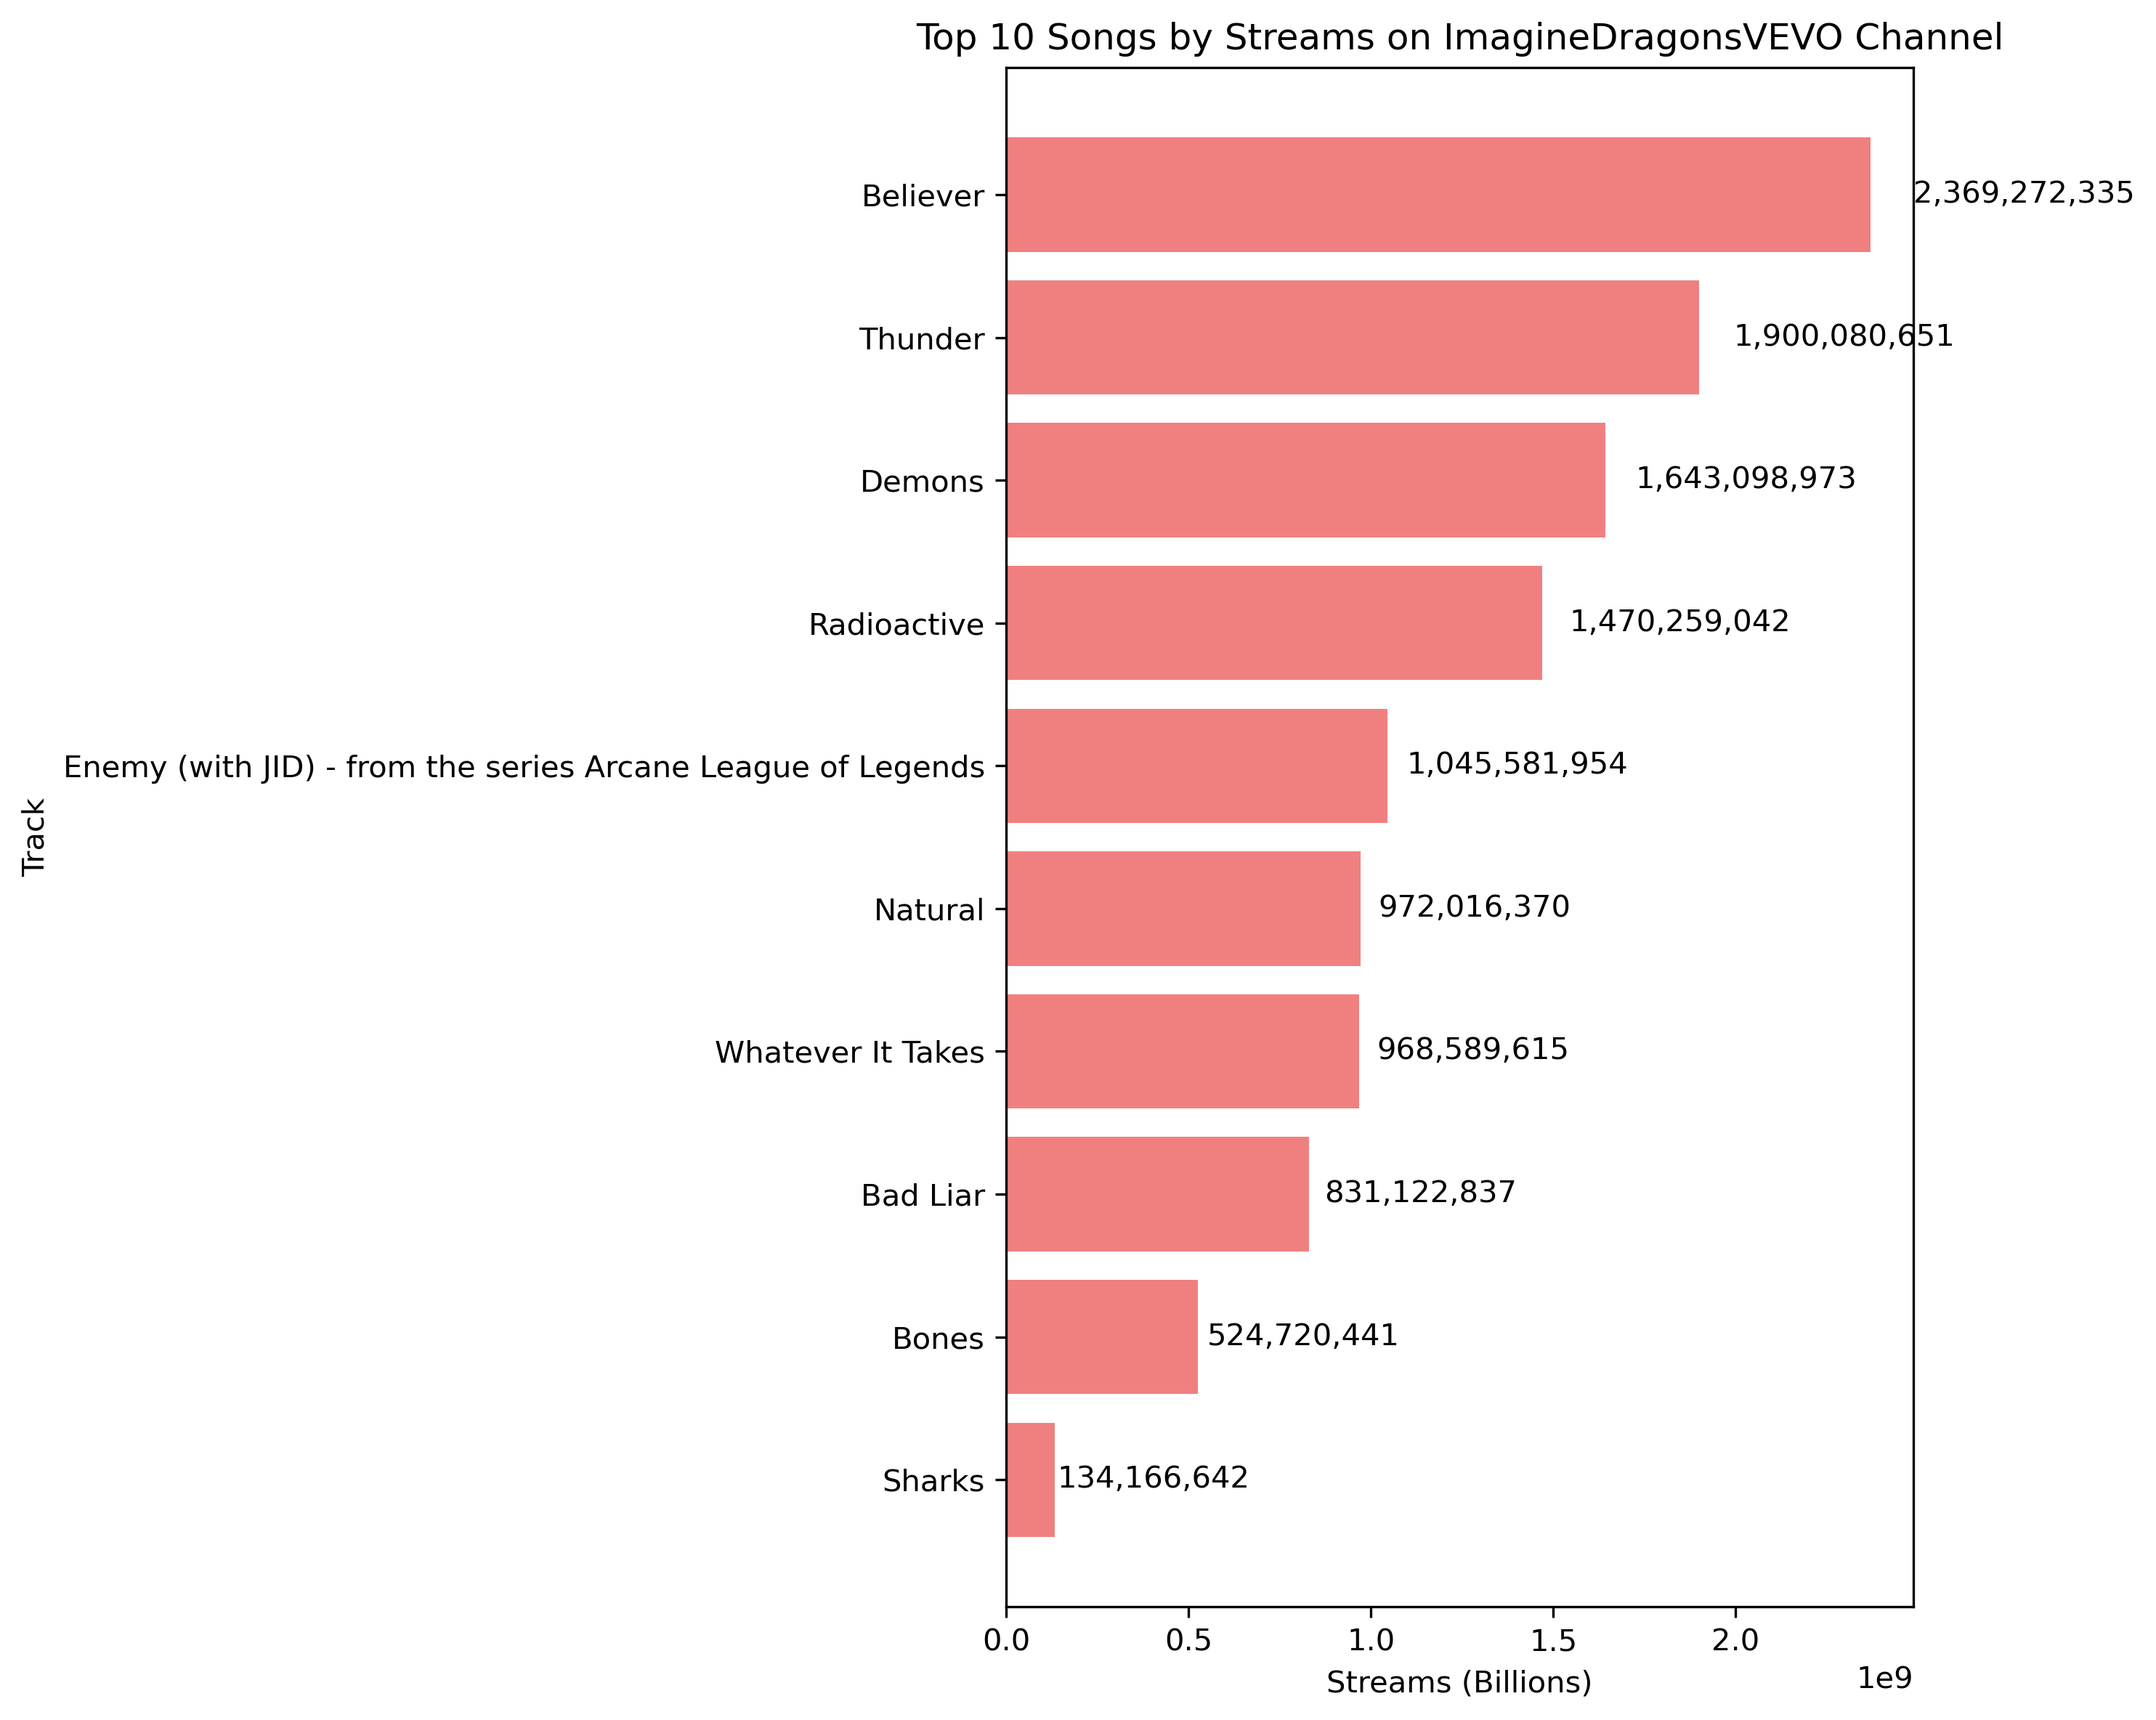 Top 10 Songs by Streams on ImagineDragonsVEVO Channel
Believer 2,369,272,335
Thunder 1,900,080,651
Demons 1,643,098,973
Radioactive 1,470,259,042
Enemy (with JID) - from the series Arcane League of Legends 1,045,581,954
Track
Natural 972,016,370
Whatever It Takes 968,589,615
Bad Liar 831,122,837
Bones 524,720,441
Sharks 134,166,642
0.0 0.5 1.0 1.5 2.0
Streams (Billions)
1e9